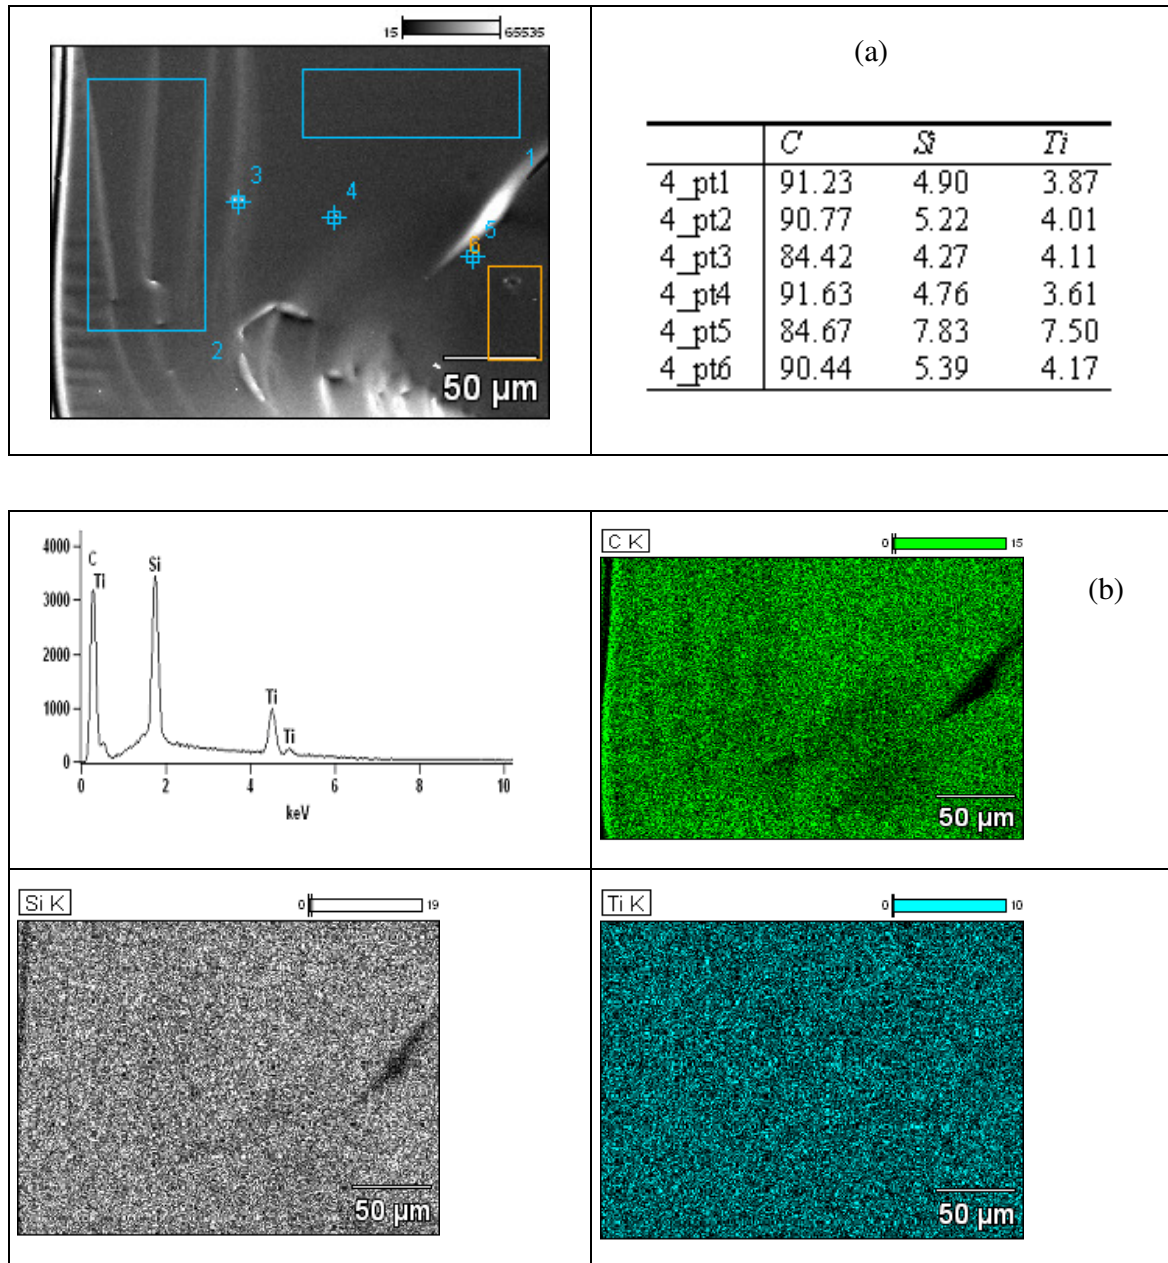 15 65535
(a)
1
3
4
5
6
2
50 µm
C Si Ti
4_pt1 91.23 4.90 3.87
4_pt2 90.77 5.22 4.01
4_pt3 84.42 4.27 4.11
4_pt4 91.63 4.76 3.61
4_pt5 84.67 7.83 7.50
4_pt6 90.44 5.39 4.17
4000
3000
2000
1000
0
C
Ti
Si
Ti
Ti
0 2 4 6 8 10
keV
C K
0 15
(b)
50 µm
Si K
0 19
50 µm
Ti K
0 10
50 µm